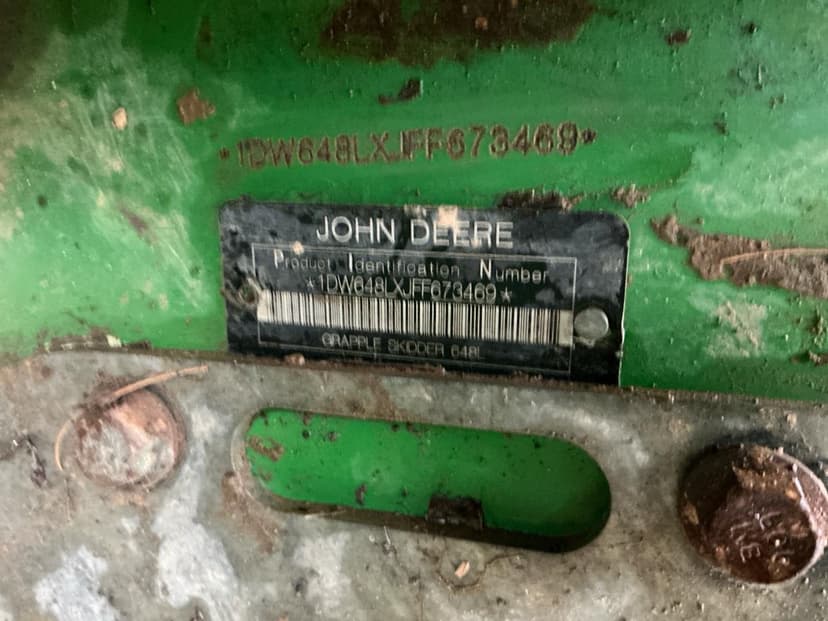 *1DW648LXJFF673469*
JOHN DEERE
Product Identification Number
*1DW648LXJFF673469*
GRAPPLE SKIDDER 648L